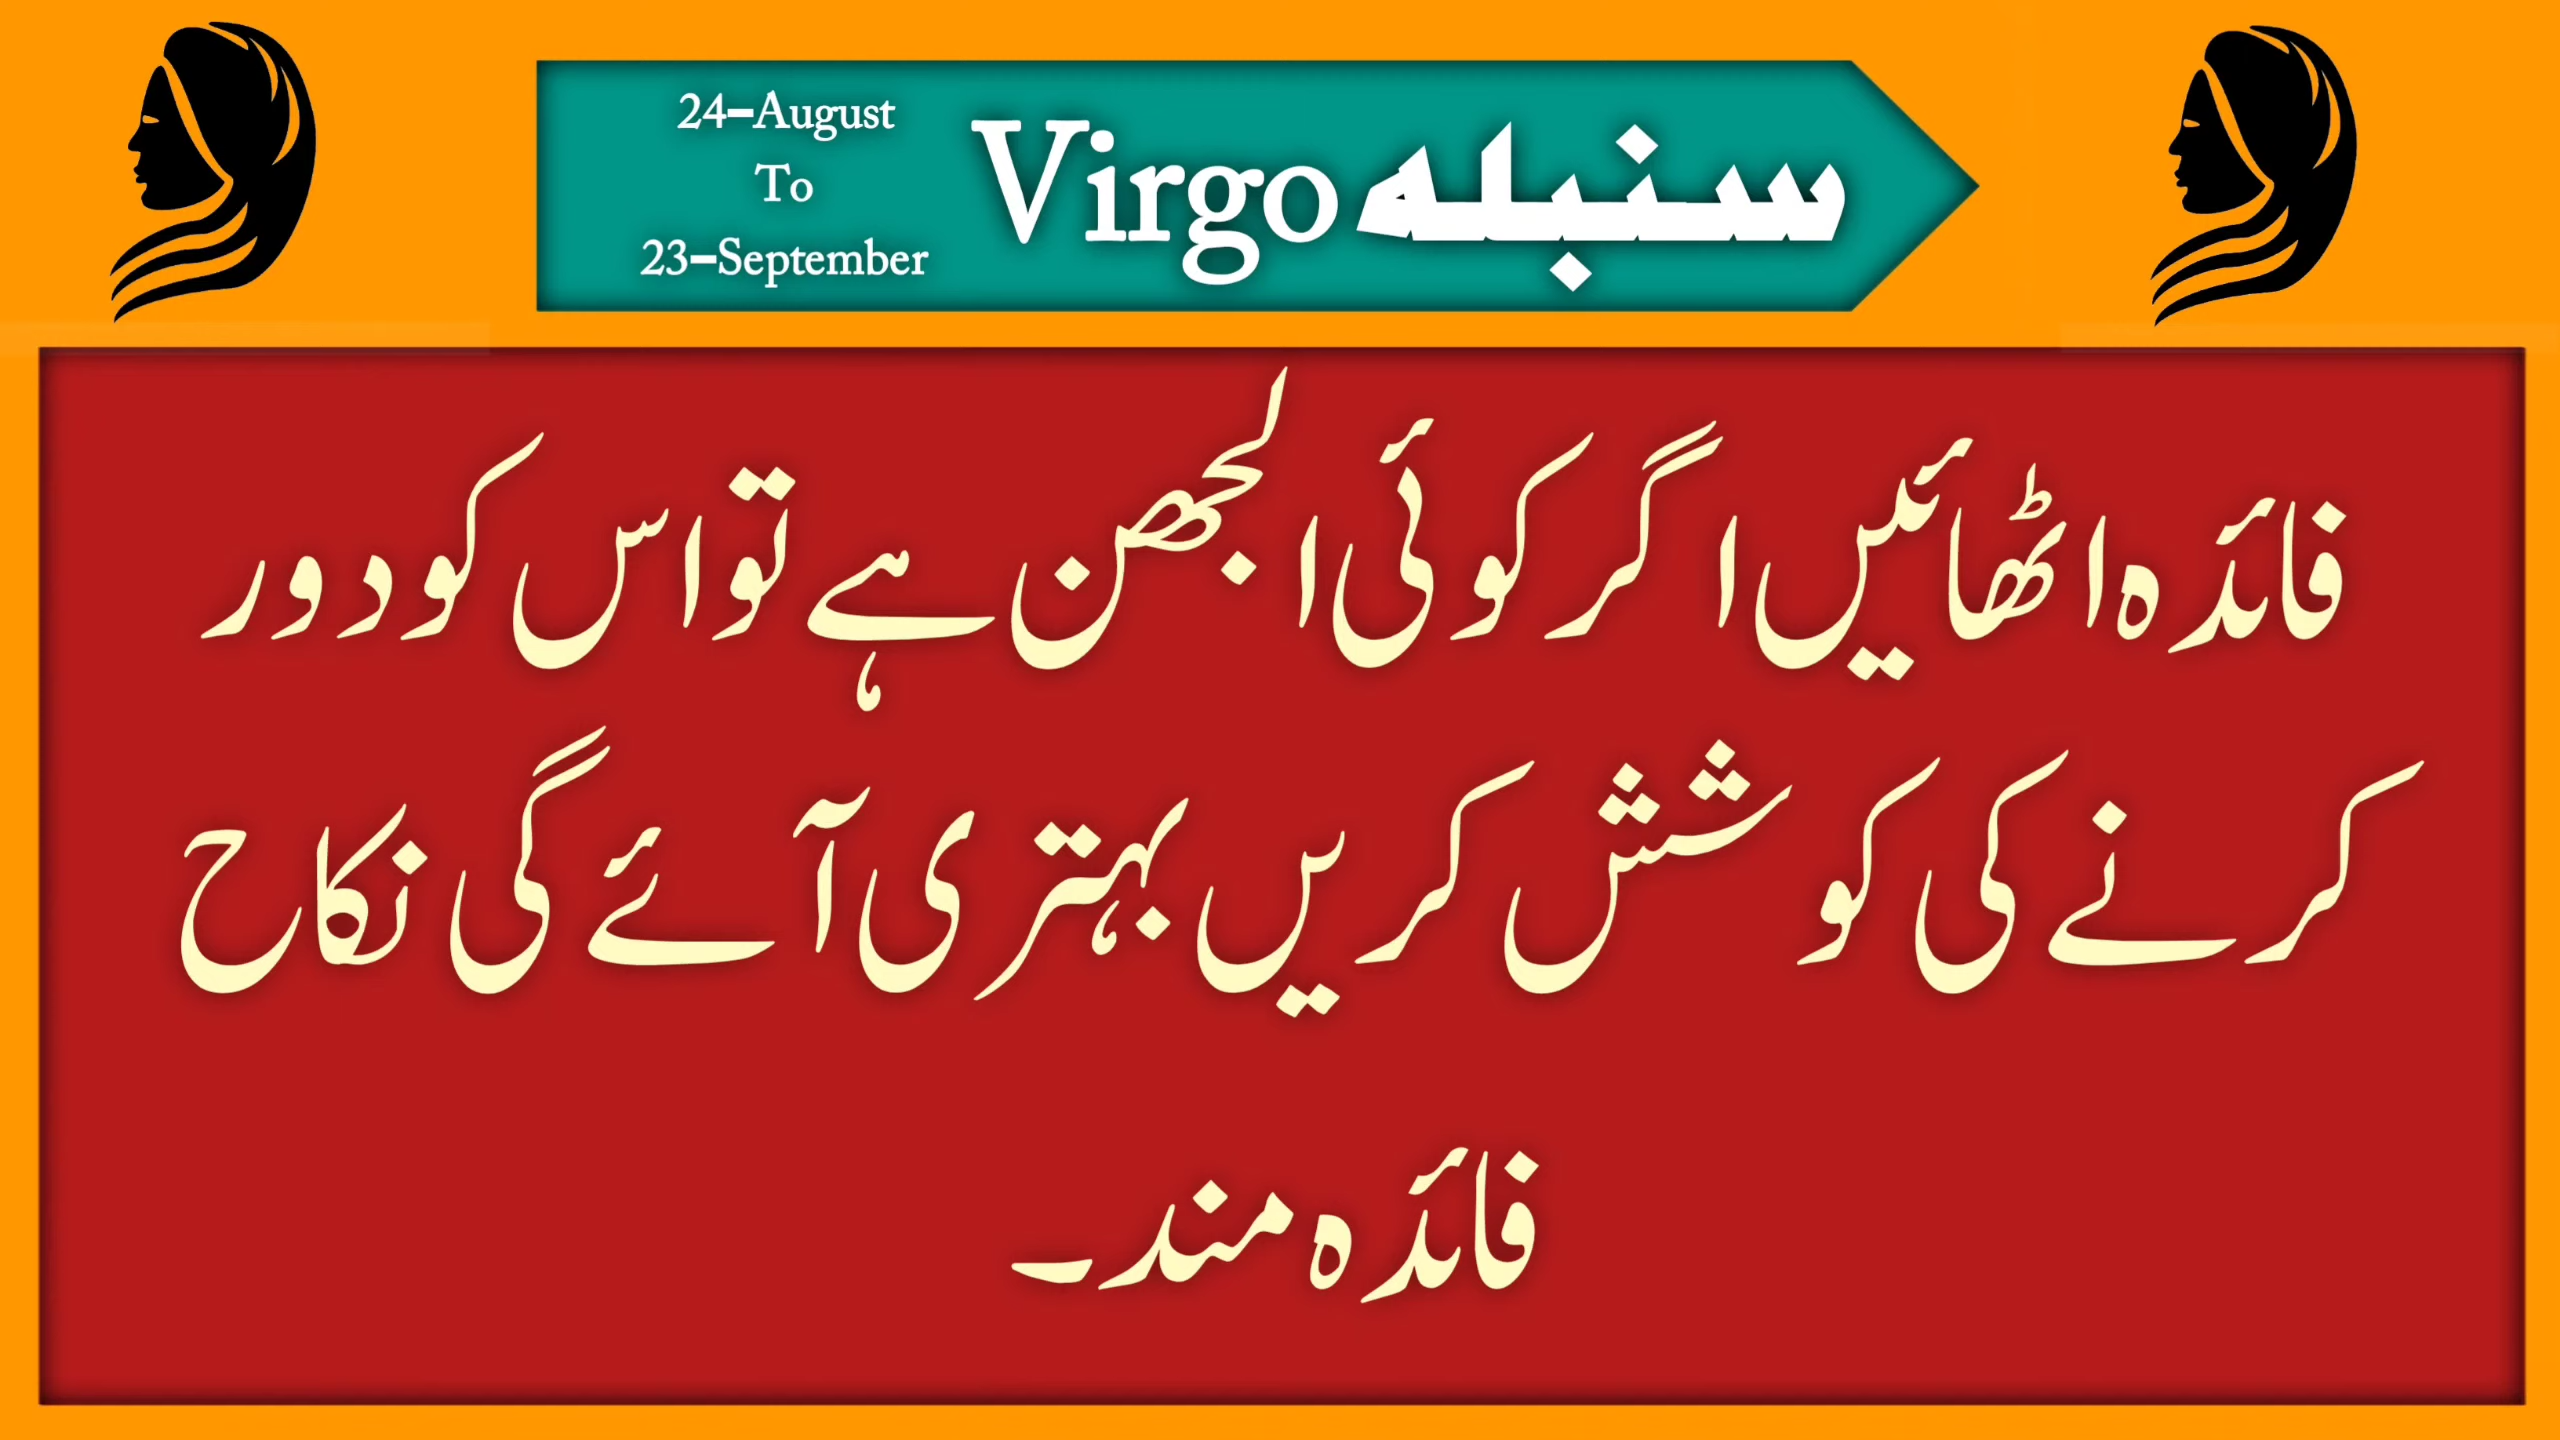 24-August
To
23-September
Virgo سنبلہ
فائدہ اٹھائیں اگر کوئی الجھن ہے تو اس کو دور
کرنے کی کوشش کریں بہتری آئے گی نکاح
فائدہ مند۔